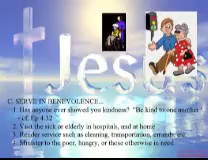 Jesus
C. SERVE IN BENEVOLENCE...
1. Has anyone ever showed you kindness? "Be kind to one another"
- cf. Ep 4:32
2. Visit the sick or elderly in hospitals, and at home
3. Render service such as cleaning, transportation, errands, etc.
4. Minister to the poor, hungry, or those otherwise in need